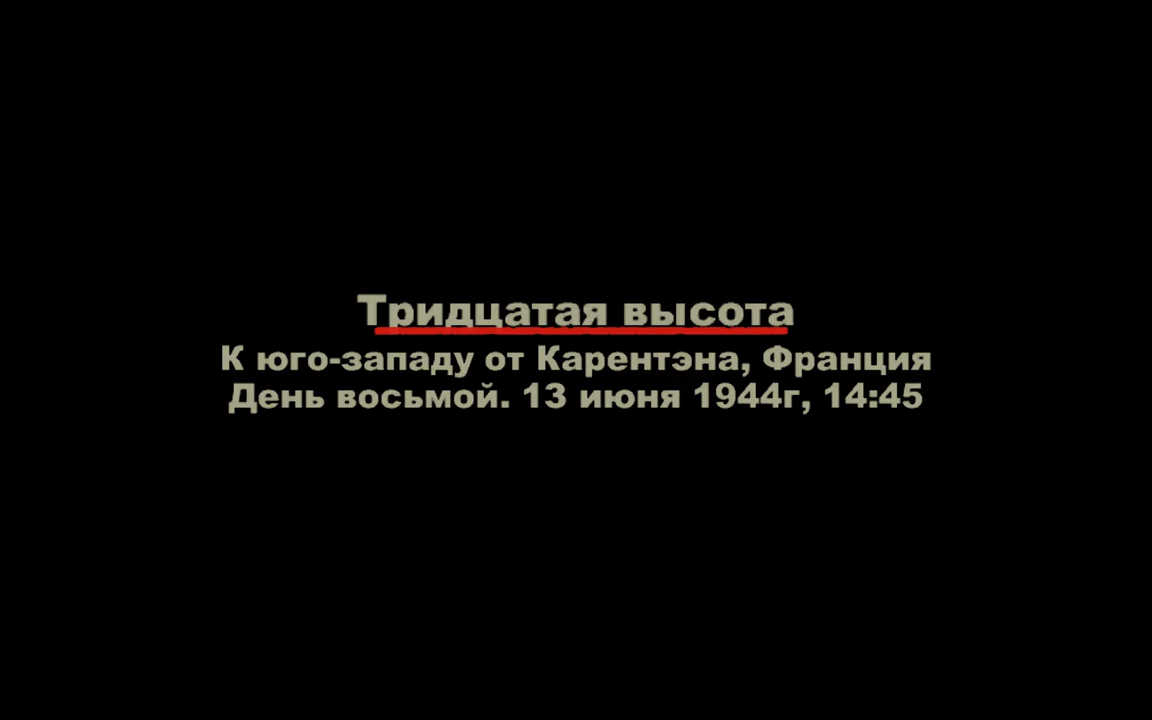 Тридцатая высота
К юго-западу от Карентэна, Франция
День восьмой. 13 июня 1944г, 14:45